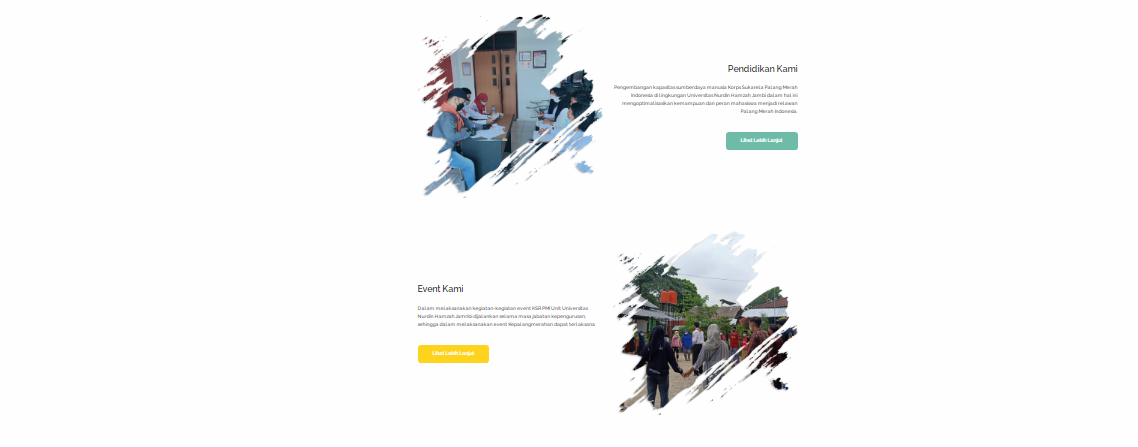 Pendidikan Kami
Pengembangan kapasitas sumberdaya manusia Korps Sukarela Palang Merah
Indonesia di lingkungan Universitas Nurdin Hamzah Jambi dalam hal ini
mengoptimalisasikan kemampuan dan peran mahasiswa menjadi relawan
Palang Merah Indonesia.
Lihat Lebih Lanjut
Event Kami
Dalam melaksanakan kegiatan-kegiatan event KSR PMI Unit Universitas
Nurdin Hamzah Jambi dijalankan selama masa jabatan kepengurusan,
sehingga dalam melaksanakan event Kepalangmerahan dapat terlaksana
Lihat Lebih Lanjut